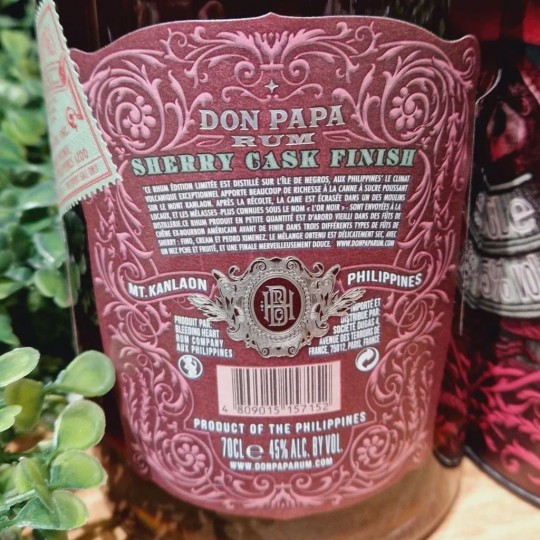 DON PAPA
RUM
SHERRY CASK FINISH
"CE RHUM ÉDITION LIMITÉE EST DISTILLÉ SUR L'ÎLE DE NEGROS, AUX PHILIPPINES" LE CLIMAT
VOLCANIQUE EXCEPTIONNEL APPORTE BEAUCOUP DE RICHESSE À LA CANNE À SUCRE POUSSANT
SUR LE MONT KANLAON, APRÈS LA RÉCOLTE, LA CANE EST ÉCRASÉE DANS UN DES MOULINS
LOCAUX, ET LES MÉLASSES-PLUS CONNUES SOUS LE NOM « L'OR NOIR » - SONT ENVOYÉES À LA
DISTILLERIE.CE RHUM PRODUIT EN PETITE QUANTITÉ EST D'ABORD VIEILLI DANS DES FÛTS DE
CHÊNE EX-BOURBON AMÉRICAIN AVANT DE FINIR DANS TROIS DIFFÉRENTS TYPES DE FÛTS DE
SHERRY : FINO, CREAM ET PEDRO XIMENEZ. LE MÉLANGE OBTENU EST DÉLICATEMENT SEC, AVEC
UN NEZ RICHE ET FRUITÉ, ET UNE FINALE MERVEILLEUSEMENT DOUCE. WWW.DONPAPARUM.COM
MT. KANLAON
PHILIPPINES
PRODUIT PAR
BLEEDING HEART
RUM COMPANY
AUX PHILIPPINES
IMPORTÉ ET
DISTRIBUÉ PAR
SOCIÉTÉ DUGAS 4,
AVENUE DES TERROIRS DE
FRANCE, 75012, PARIS, FRANCE
4 809015 157152
PRODUCT OF THE PHILIPPINES
70CL e 45% ALC. BY VOL.
WWW.DONPAPARUM.COM